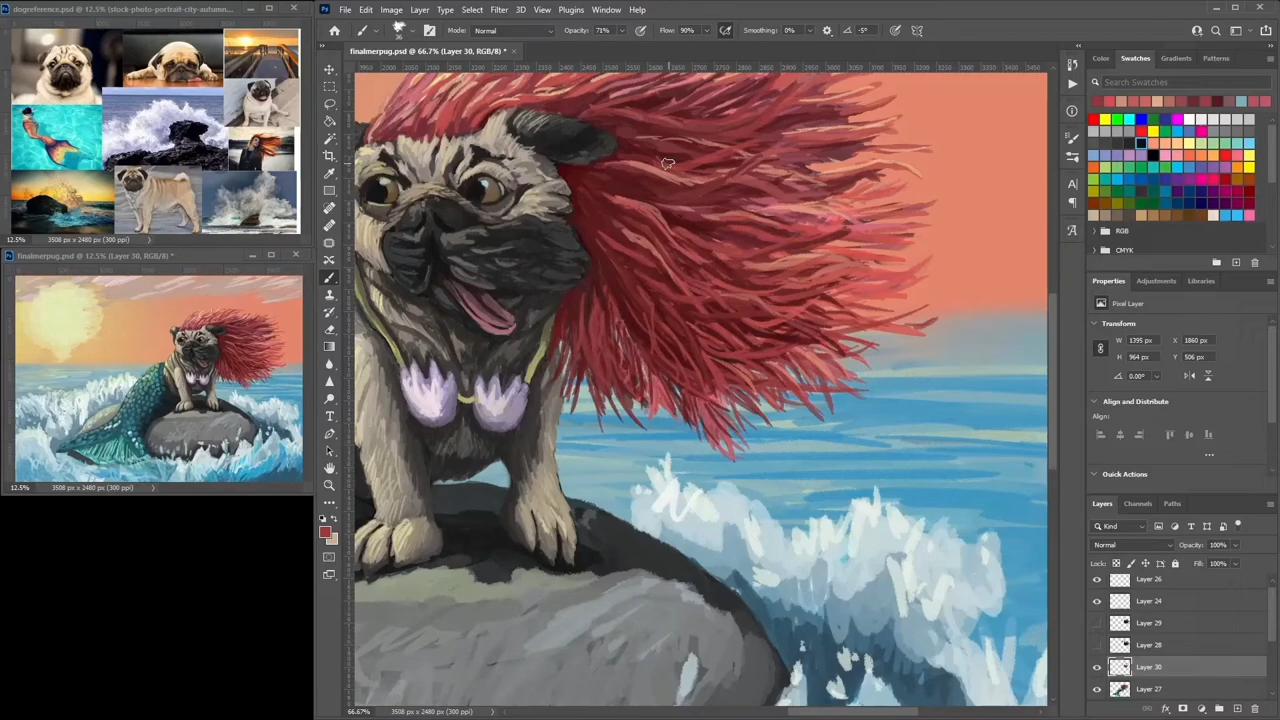 dogreference.psd @ 12.5% (stock-photo-portrait-city-autumn...
12.5% 3508 px x 2480 px (300 ppi)
finalmerpug.psd @ 12.5% (Layer 30, RGB/8) *
12.5% 3508 px x 2480 px (300 ppi)
Ps File Edit Image Layer Type Select Filter 3D View Plugins Window Help
Mode: Normal Opacity: 71% Flow: 90% Smoothing: 0% -5°
finalmerpug.psd @ 66.7% (Layer 30, RGB/8) *
66.67% 3508 px x 2480 px (300 ppi)
Color Swatches Gradients Patterns
Search Swatches
RGB
CMYK
Properties Adjustments Libraries
Pixel Layer
Transform
W: 1395 px X: 1860 px
H: 964 px Y: 506 px
0.00°
Align and Distribute
Align:
Quick Actions
Layers Channels Paths
Kind
Normal Opacity: 100%
Lock: Fill: 100%
Layer 26
Layer 24
Layer 29
Layer 28
Layer 30
Layer 27